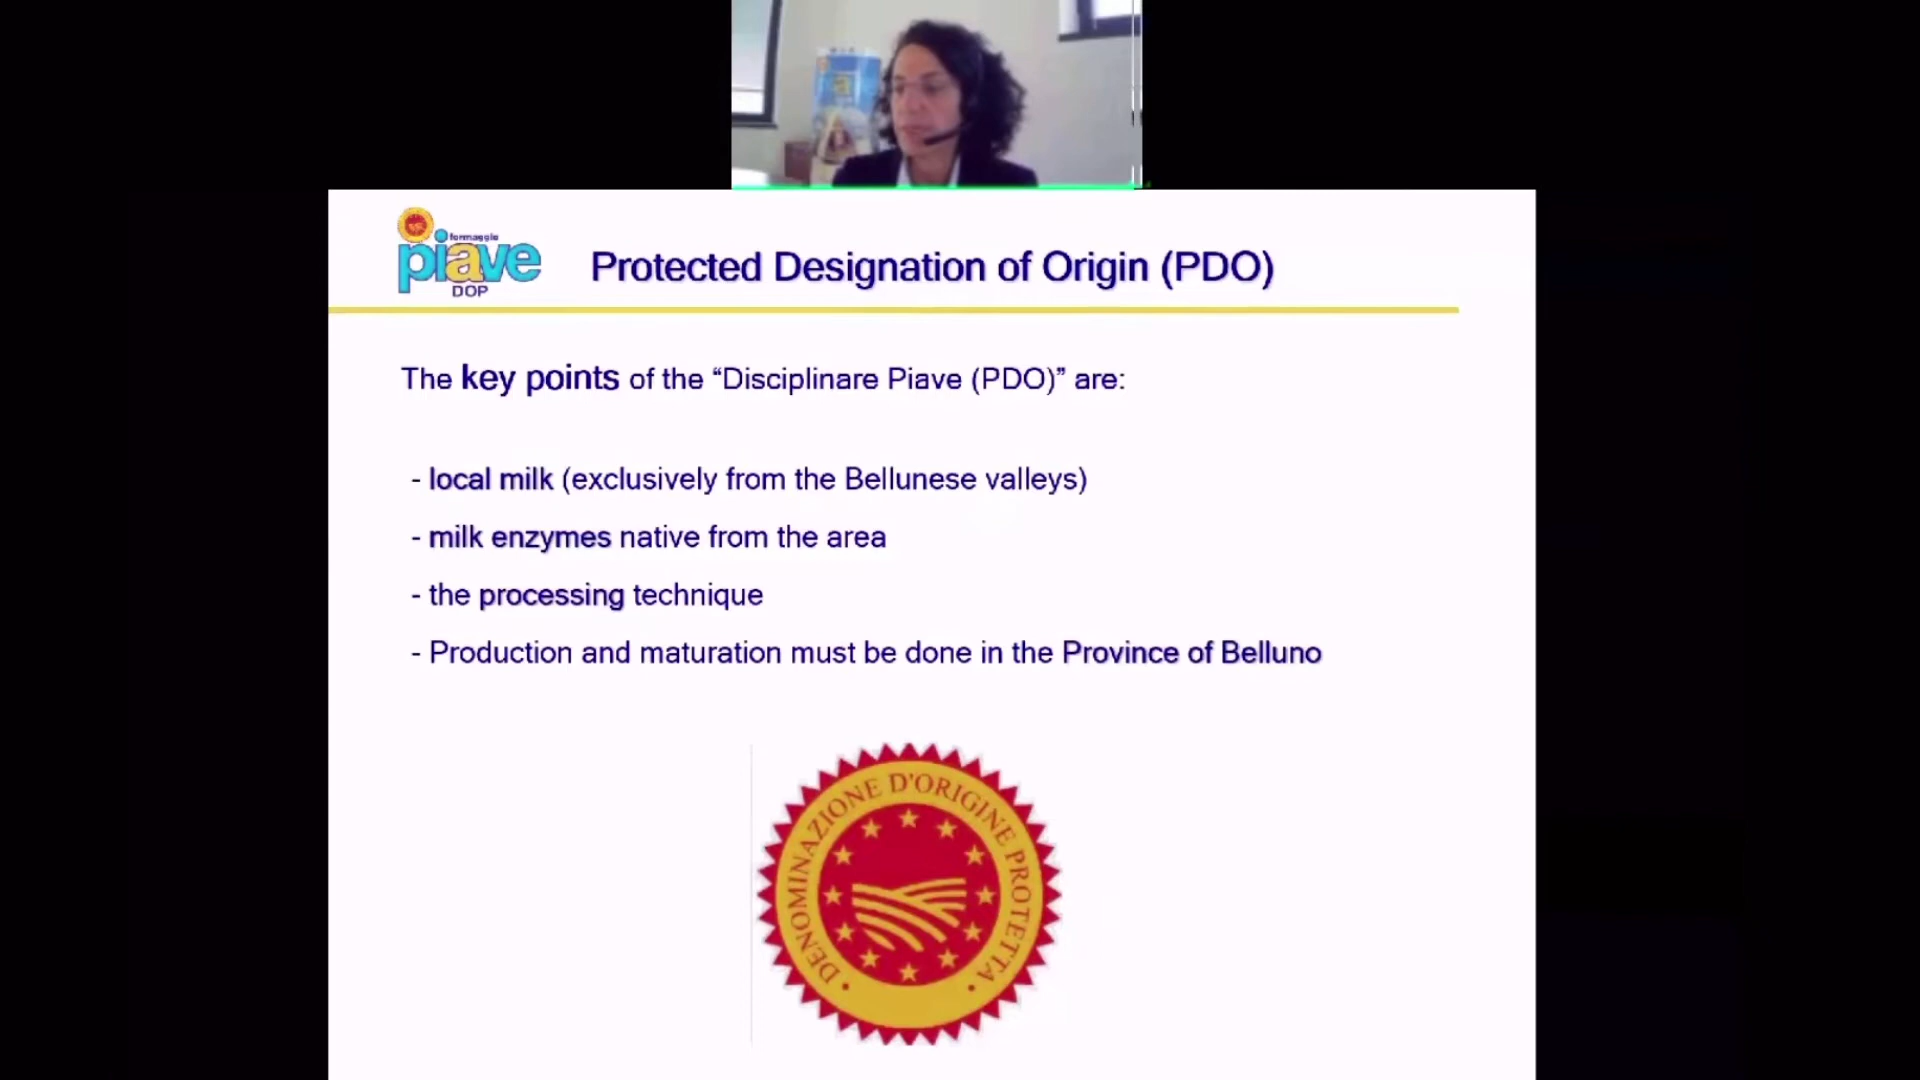 formaggio
piave
DOP
Protected Designation of Origin (PDO)
The key points of the “Disciplinare Piave (PDO)” are:
- local milk (exclusively from the Bellunese valleys)
- milk enzymes native from the area
- the processing technique
- Production and maturation must be done in the Province of Belluno
• DENOMINAZIONE D'ORIGINE PROTETTA •